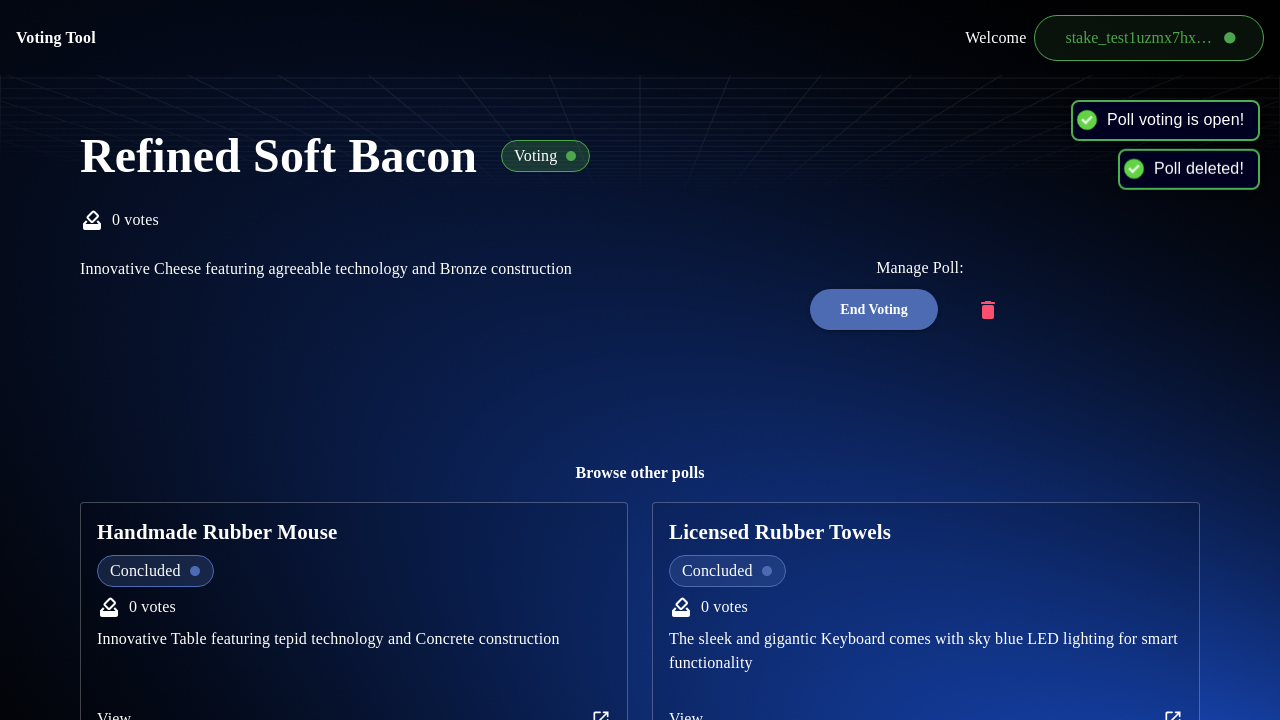 Voting Tool
Welcome
stake_test1uzmx7hx…
Poll voting is open!
Poll deleted!
Refined Soft Bacon
Voting
0 votes
Innovative Cheese featuring agreeable technology and Bronze construction
Manage Poll:
End Voting
Browse other polls
Handmade Rubber Mouse
Concluded
0 votes
Innovative Table featuring tepid technology and Concrete construction
View
Licensed Rubber Towels
Concluded
0 votes
The sleek and gigantic Keyboard comes with sky blue LED lighting for smart
functionality
View